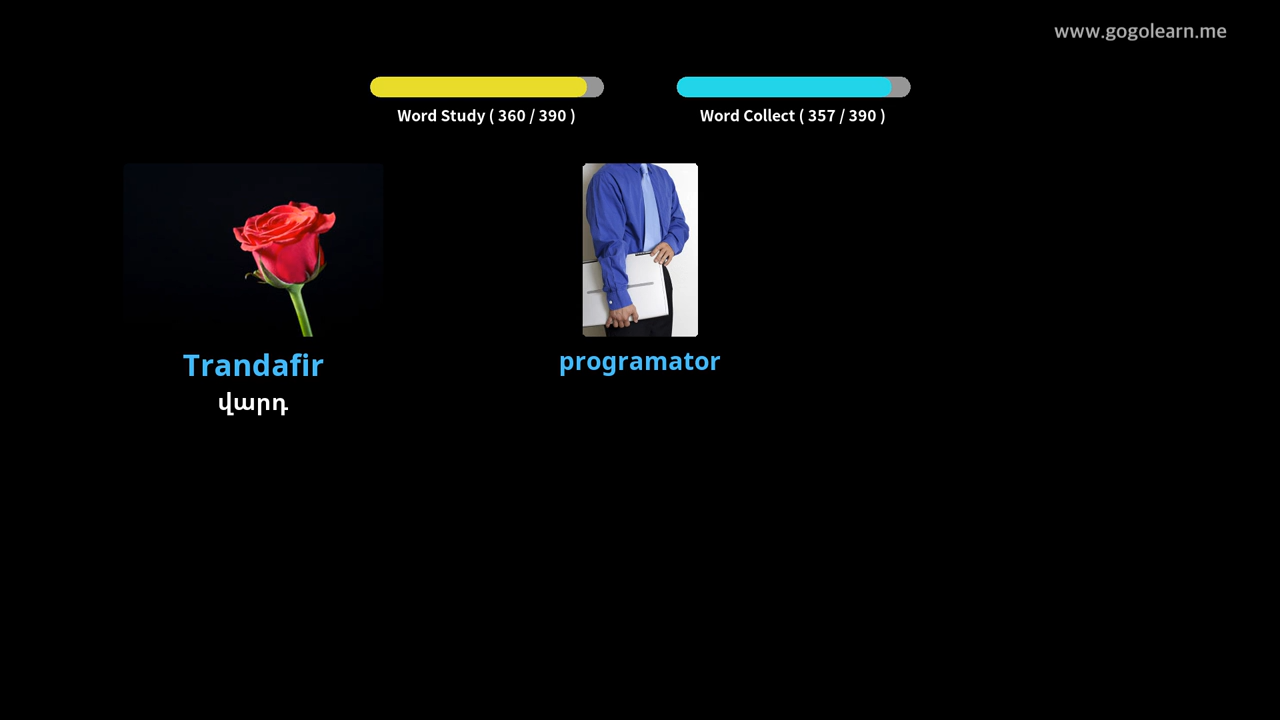 www.gogolearn.me
Word Study ( 360 / 390 )
Word Collect ( 357 / 390 )
Trandafir
programator
վարդ